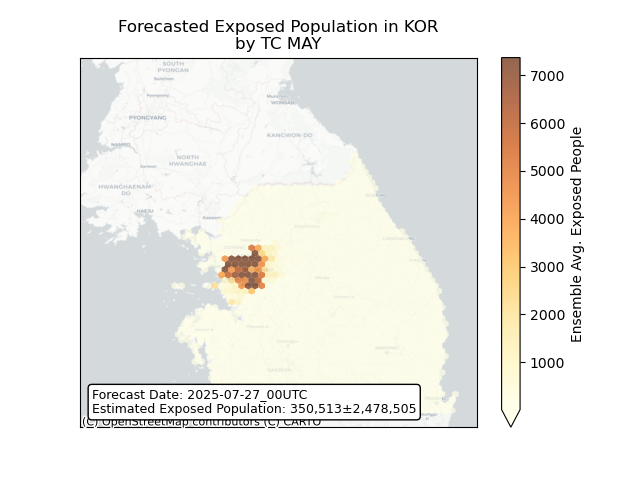 Forecasted Exposed Population in KOR
by TC MAY
SOUTH
PYONGAN
PYONGYANG
WONSAN
KANGWON-DO
NORTH
HWANGHAE
HWANGHAENAM-
DO
HAEJU
Kaesong
7000
6000
5000
4000
3000
2000
1000
Ensemble Avg. Exposed People
Forecast Date: 2025-07-27_00UTC
Estimated Exposed Population: 350,513±2,478,505
(C) OpenStreetMap contributors (C) CARTO